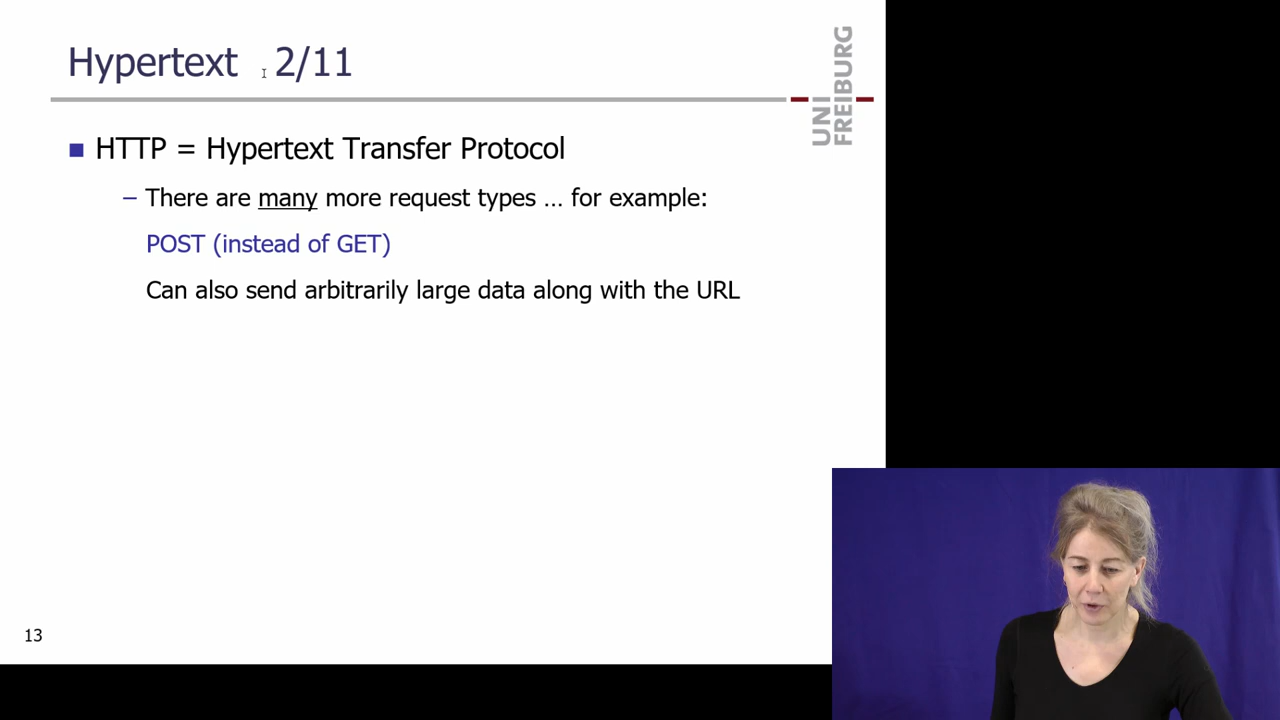 Hypertext 2/11
UNI
FREIBURG
■ HTTP = Hypertext Transfer Protocol
– There are many more request types … for example:
POST (instead of GET)
Can also send arbitrarily large data along with the URL
13